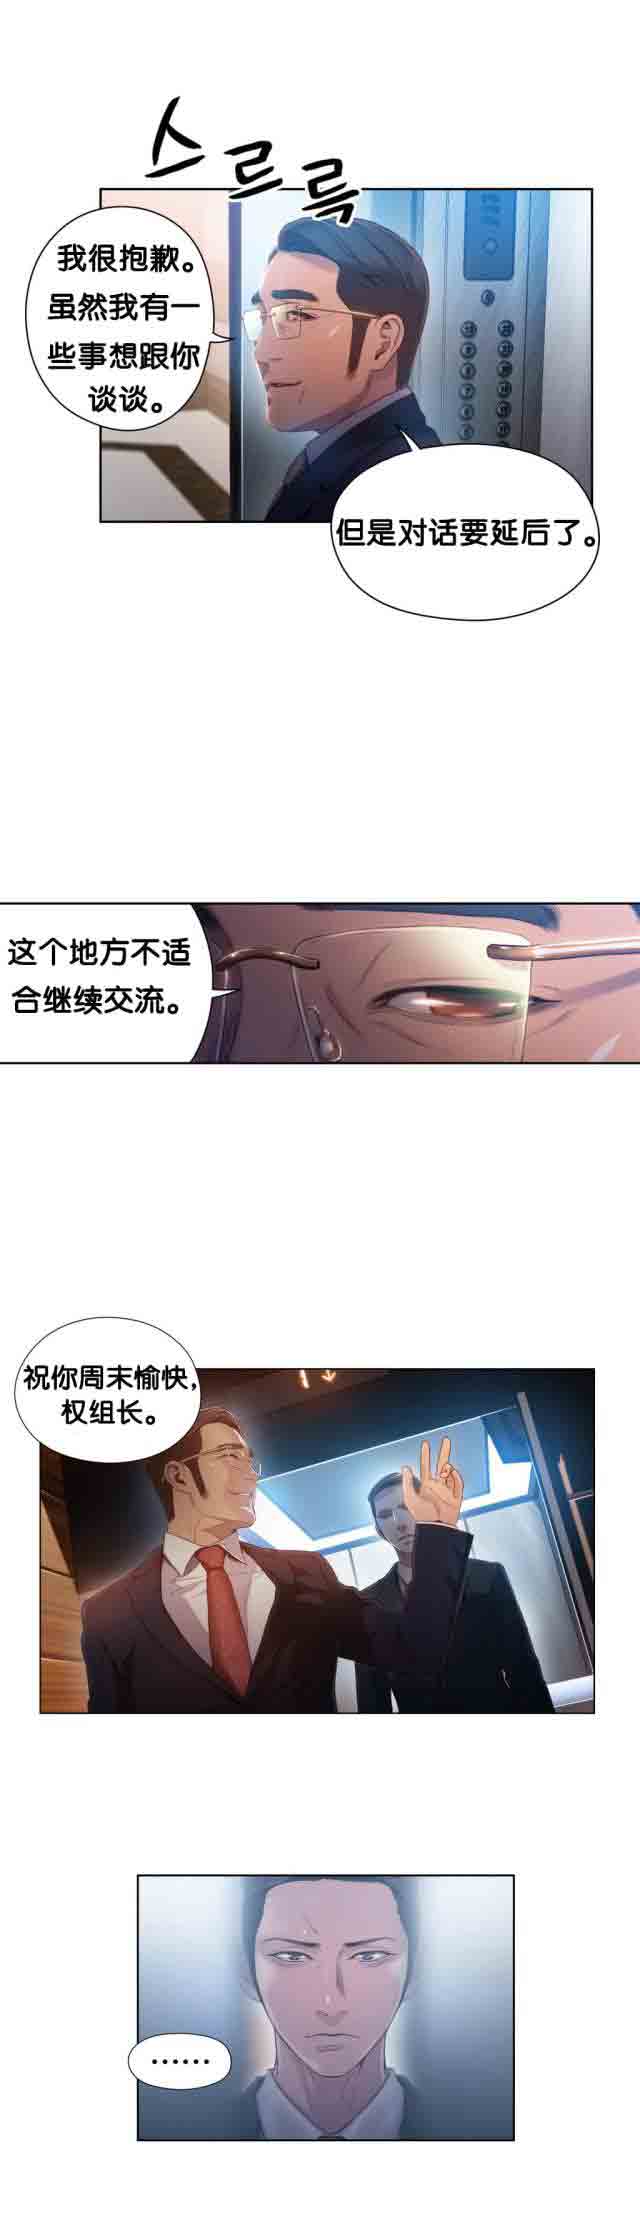 스르륵
我很抱歉。
虽然我有一
些事想跟你
谈谈。
但是对话要延后了。
这个地方不适
合继续交流。
祝你周末愉快,
权组长。
……